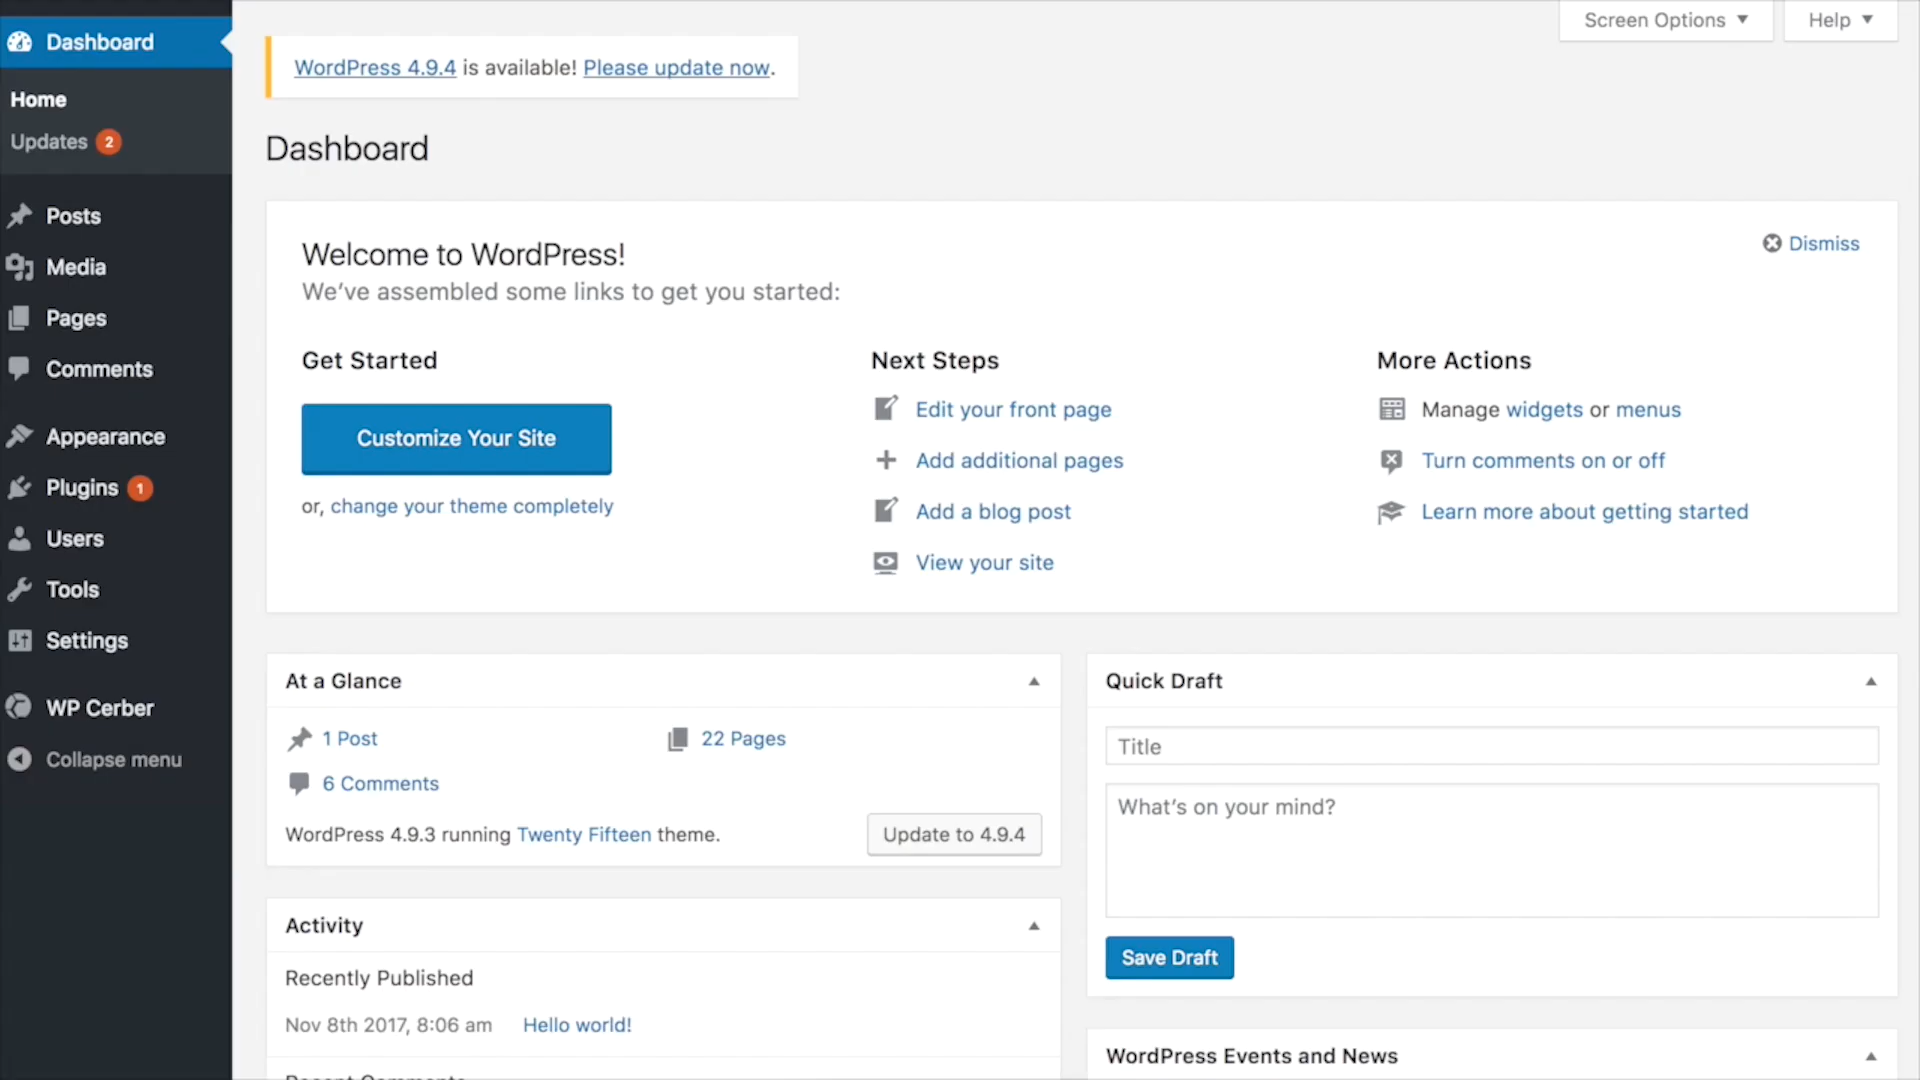 Dashboard
Home
Updates 2
Posts
Media
Pages
Comments
Appearance
Plugins 1
Users
Tools
Settings
WP Cerber
Collapse menu
Screen Options
Help
WordPress 4.9.4 is available! Please update now.
Dashboard
Welcome to WordPress!
Dismiss
We’ve assembled some links to get you started:
Get Started
Customize Your Site
or, change your theme completely
Next Steps
Edit your front page
Add additional pages
Add a blog post
View your site
More Actions
Manage widgets or menus
Turn comments on or off
Learn more about getting started
At a Glance
1 Post
22 Pages
6 Comments
WordPress 4.9.3 running Twenty Fifteen theme.
Update to 4.9.4
Activity
Recently Published
Nov 8th 2017, 8:06 am Hello world!
Recent Comments
Quick Draft
Title
What’s on your mind?
Save Draft
WordPress Events and News